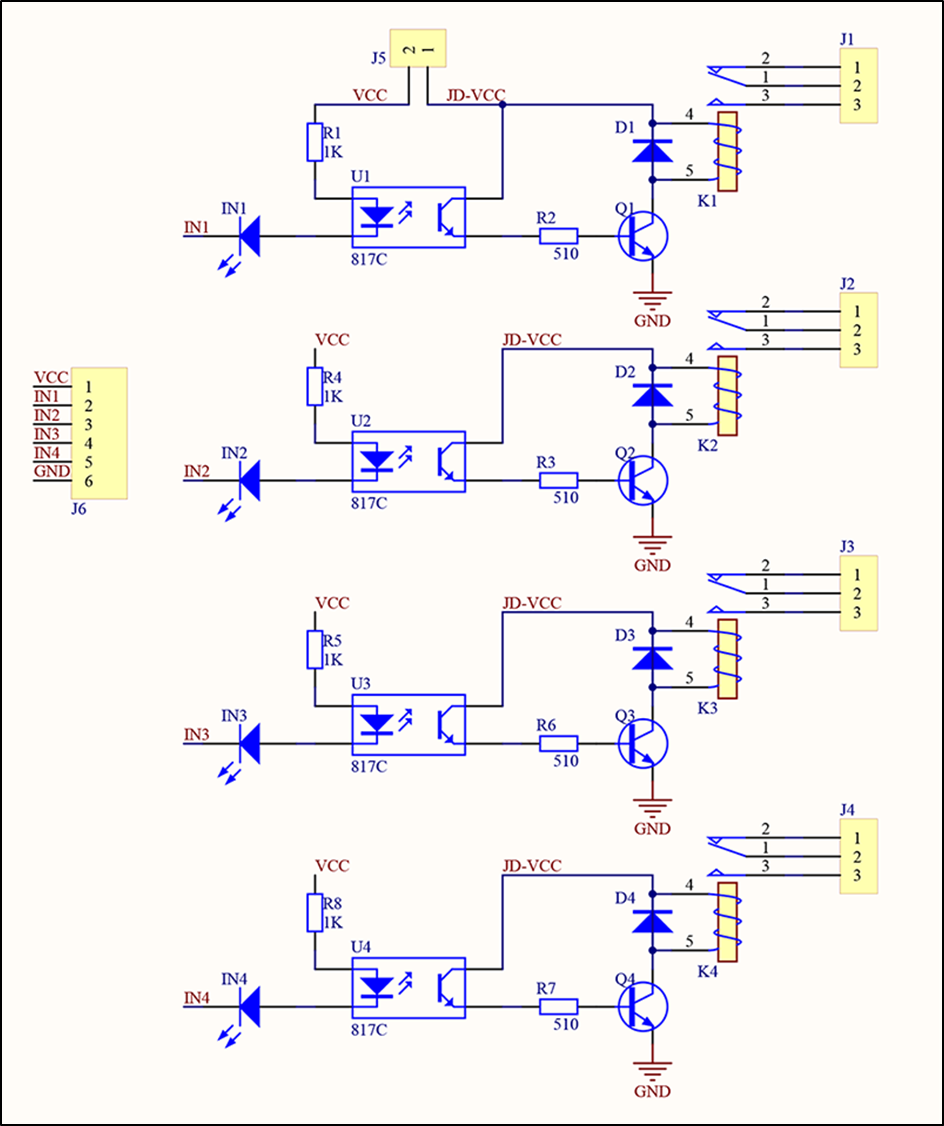 J5
2 1
VCC
JD-VCC
R1
1K
U1
817C
IN1
IN1
R2
510
D1
Q1
GND
4
5
K1
J1
2
1
3
1
2
3
VCC
R4
1K
U2
817C
IN2
IN2
JD-VCC
R3
510
D2
Q2
GND
4
5
K2
J2
2
1
3
1
2
3
VCC
IN1
IN2
IN3
IN4
GND
1
2
3
4
5
6
J6
VCC
R5
1K
U3
817C
IN3
IN3
JD-VCC
R6
510
D3
Q3
GND
4
5
K3
J3
2
1
3
1
2
3
VCC
R8
1K
U4
817C
IN4
IN4
JD-VCC
R7
510
D4
Q4
GND
4
5
K4
J4
2
1
3
1
2
3